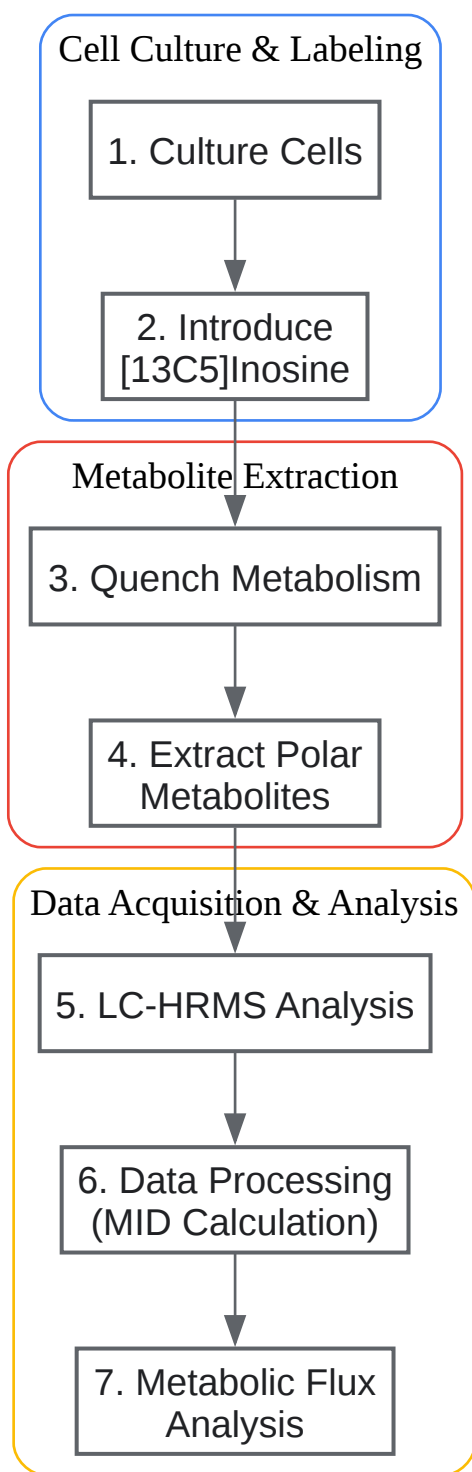 Cell Culture & Labeling
1. Culture Cells
2. Introduce
[13C5]Inosine
Metabolite Extraction
3. Quench Metabolism
4. Extract Polar
Metabolites
Data Acquisition & Analysis
5. LC-HRMS Analysis
6. Data Processing
(MID Calculation)
7. Metabolic Flux
Analysis